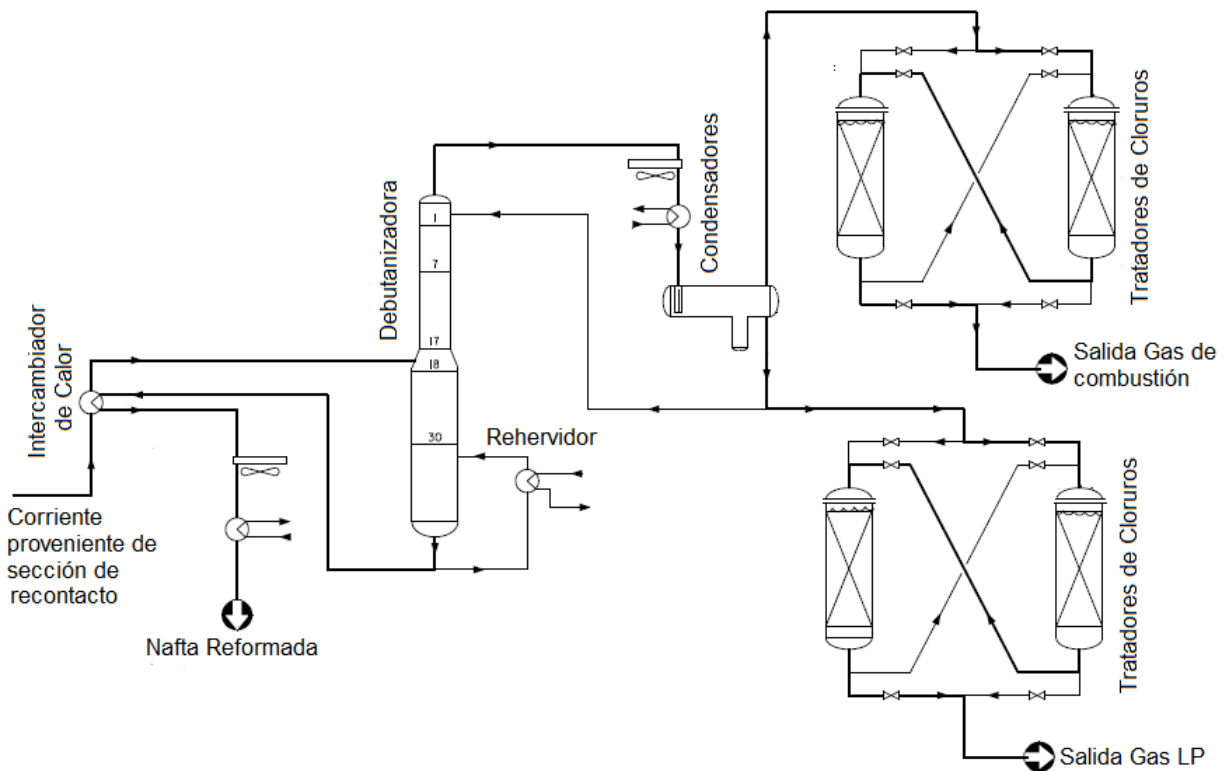 Intercambiador
de Calor
Corriente
proveniente de
sección de
recontacto
Nafta Reformada
Debutanizadora
1
7
17
18
30
Rehervidor
Condensadores
:
Tratadores de Cloruros
Salida Gas de
combustión
Tratadores de Cloruros
Salida Gas LP